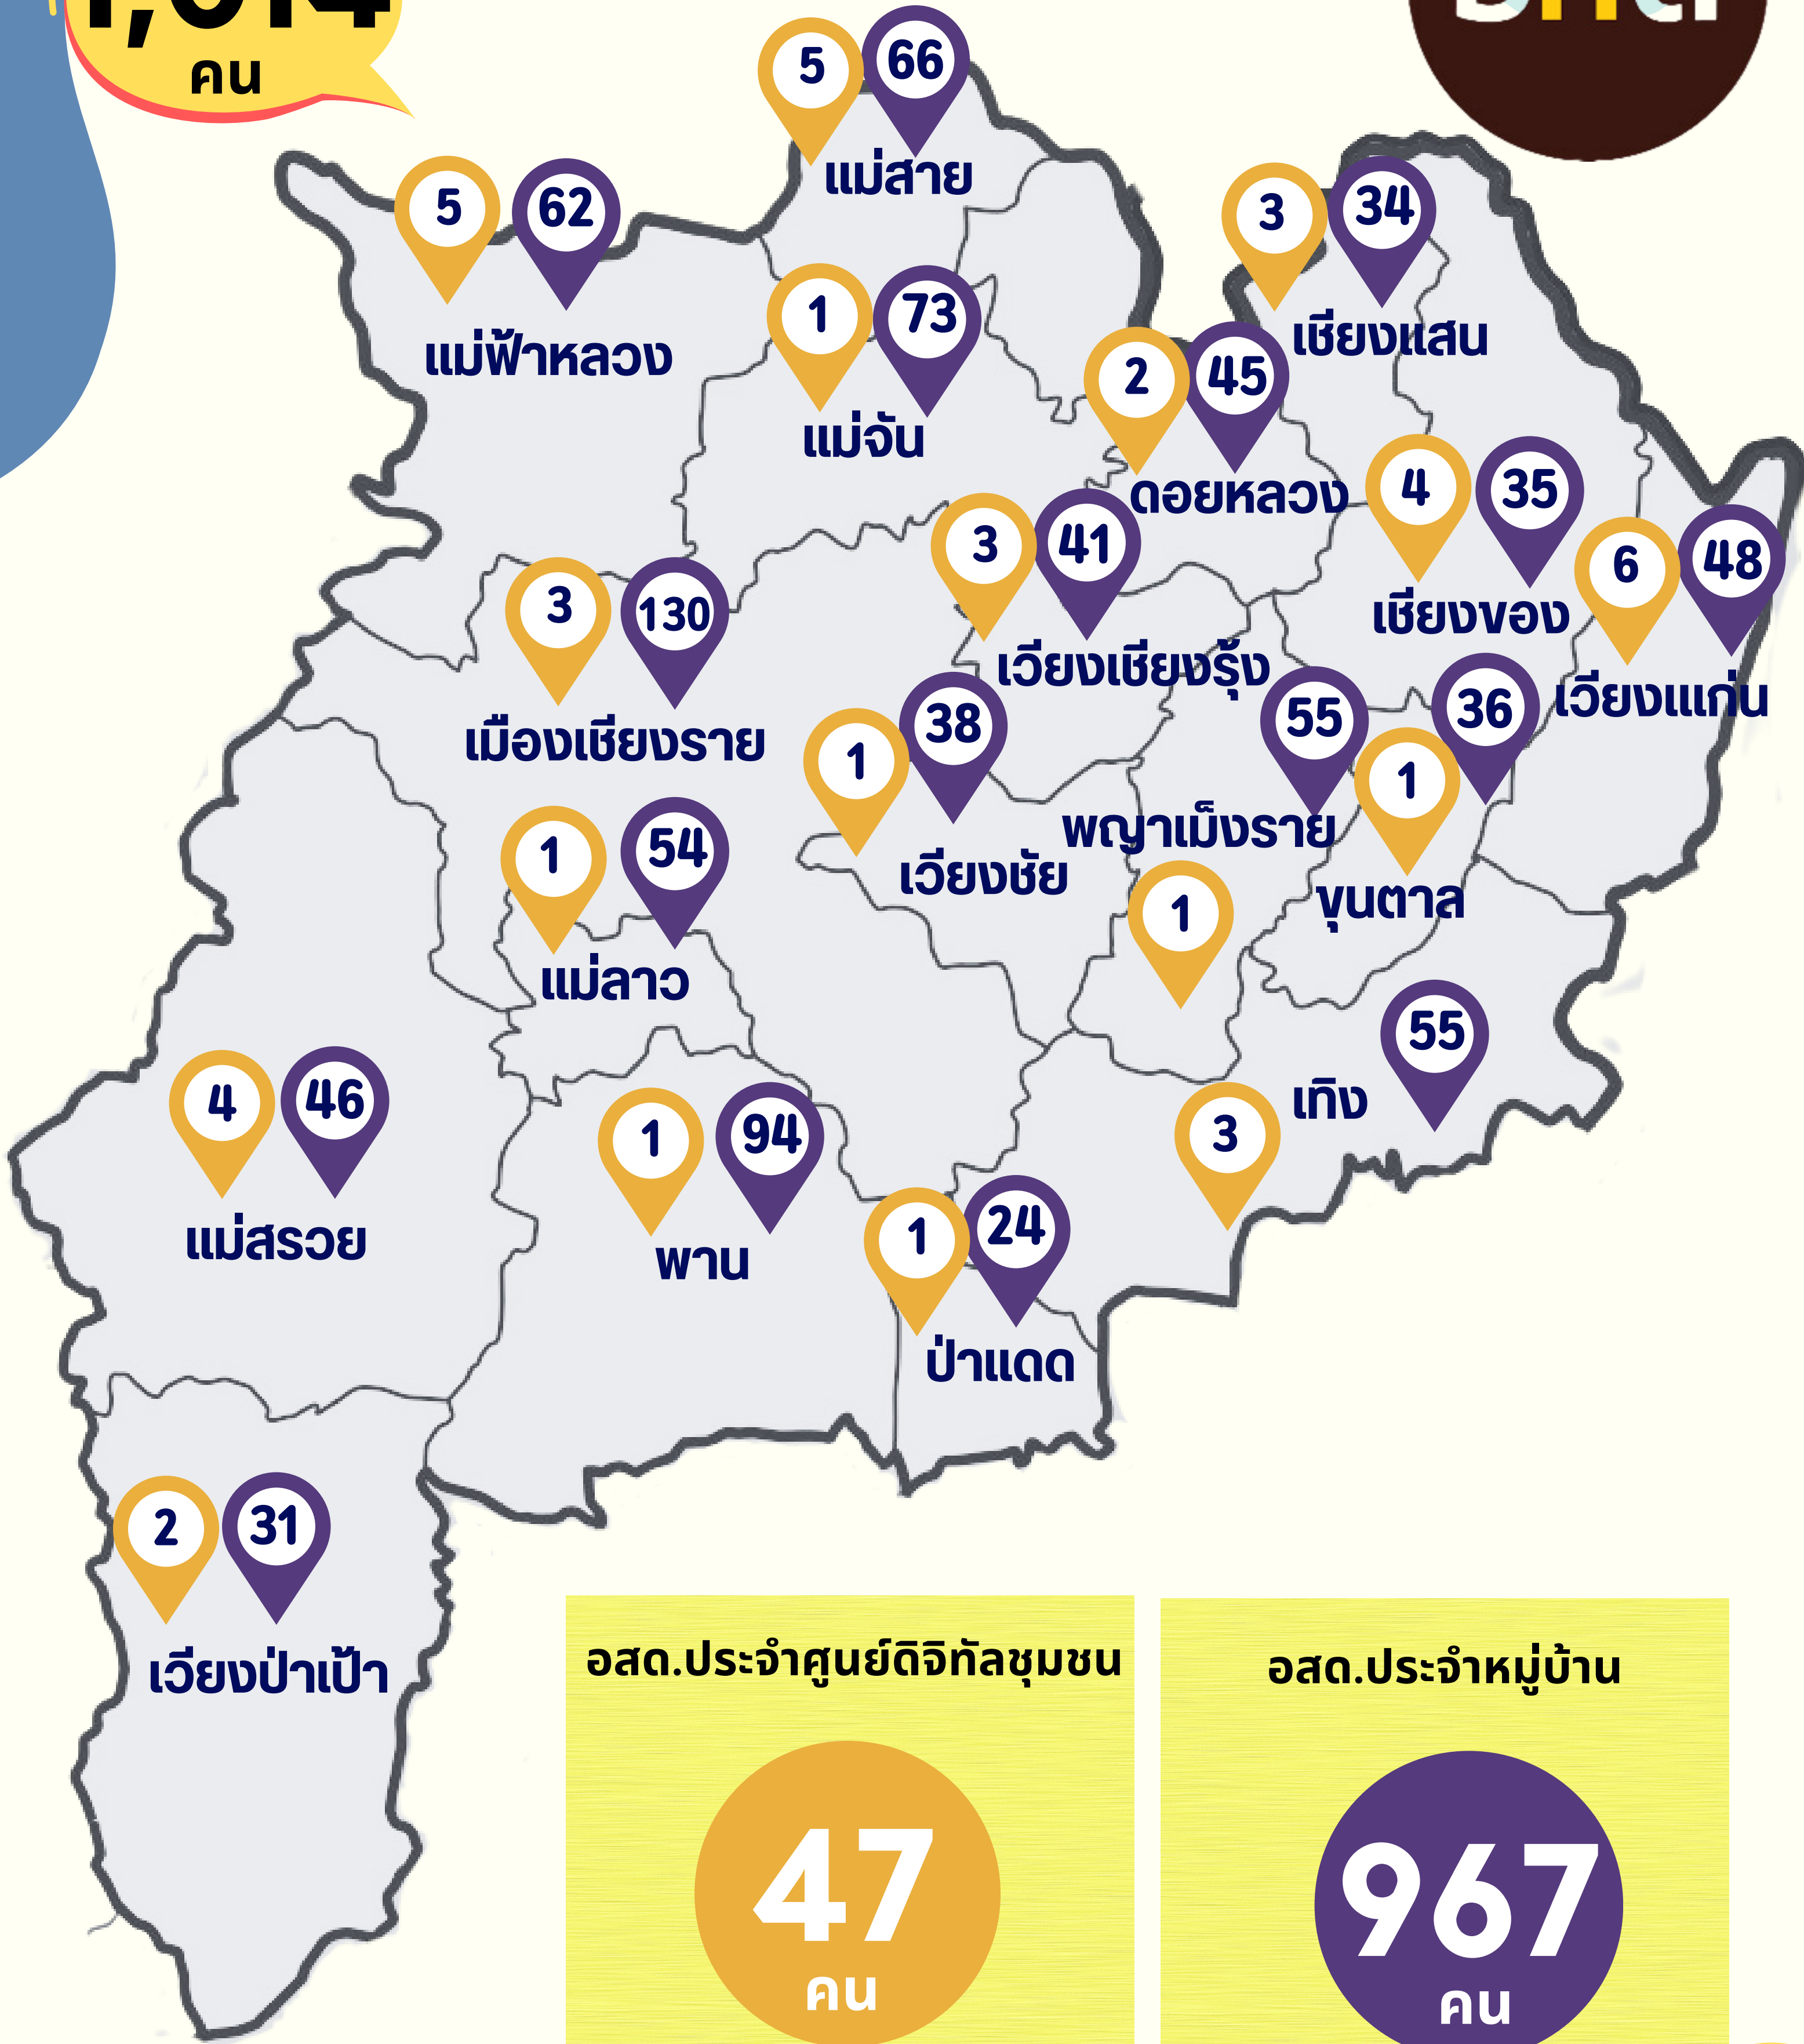 1,014
คน
5 66
แม่สาย
5 62
แม่ฟ้าหลวง
3 34
เชียงแสน
1 73
แม่จัน
2 45
ดอยหลวง
4 35
เชียงของ
3 41
เวียงเชียงรุ้ง
6 48
เวียงแก่น
3 130
เมืองเชียงราย
1 38
เวียงชัย
55
พญาเม็งราย
1
36
1
ขุนตาล
1 54
แม่ลาว
55
เทิง
3
4 46
แม่สรวย
1 94
พาน
1 24
ป่าแดด
2 31
เวียงป่าเป้า
อสด.ประจำศูนย์ดิจิทัลชุมชน
47
คน
อสด.ประจำหมู่บ้าน
967
คน